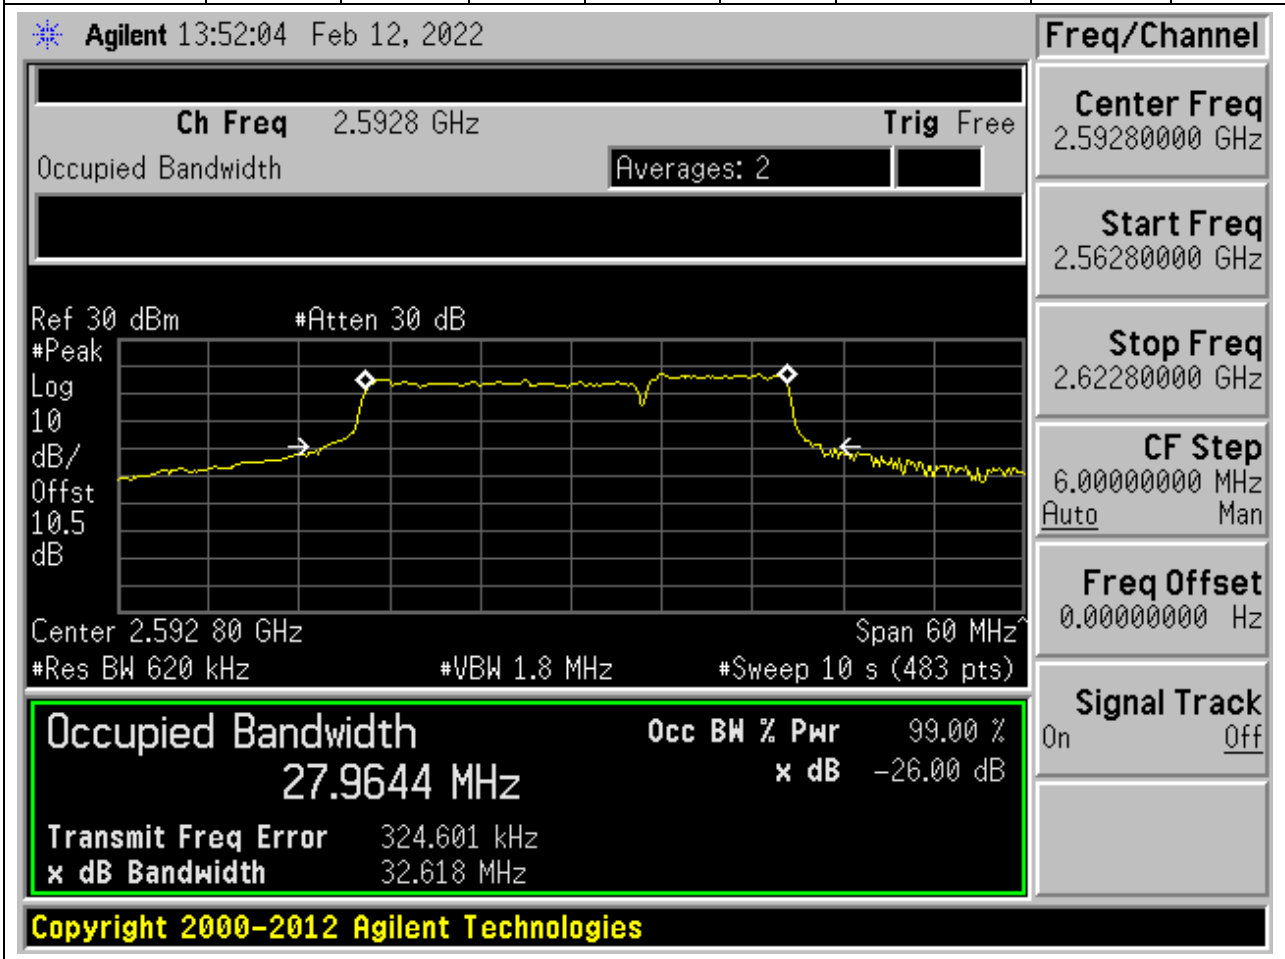 Agilent 13:52:04 Feb 12, 2022
Freq/Channel
Ch Freq 2.5928 GHz Trig Free
Occupied Bandwidth Averages: 2
Center Freq
2.59280000 GHz
Start Freq
2.56280000 GHz
Stop Freq
2.62280000 GHz
CF Step
6.00000000 MHz
Auto Man
Freq Offset
0.00000000 Hz
Signal Track
On Off
Ref 30 dBm #Atten 30 dB
#Peak
Log
10
dB/
Offst
10.5
dB
Center 2.592 80 GHz Span 60 MHz^
#Res BW 620 kHz #VBW 1.8 MHz #Sweep 10 s (483 pts)
Occupied Bandwidth Occ BW % Pwr 99.00 %
27.9644 MHz x dB -26.00 dB
Transmit Freq Error 324.601 kHz
x dB Bandwidth 32.618 MHz
Copyright 2000-2012 Agilent Technologies